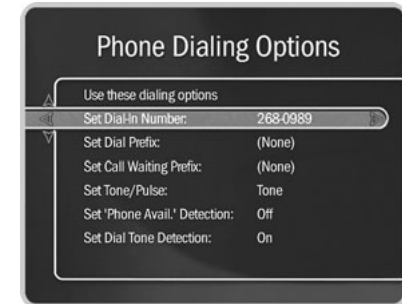 Phone Dialing Options
Use these dialing options
Set Dial-In Number: 268-0989
Set Dial Prefix: (None)
Set Call Waiting Prefix: (None)
Set Tone/Pulse: Tone
Set 'Phone Avail.' Detection: Off
Set Dial Tone Detection: On